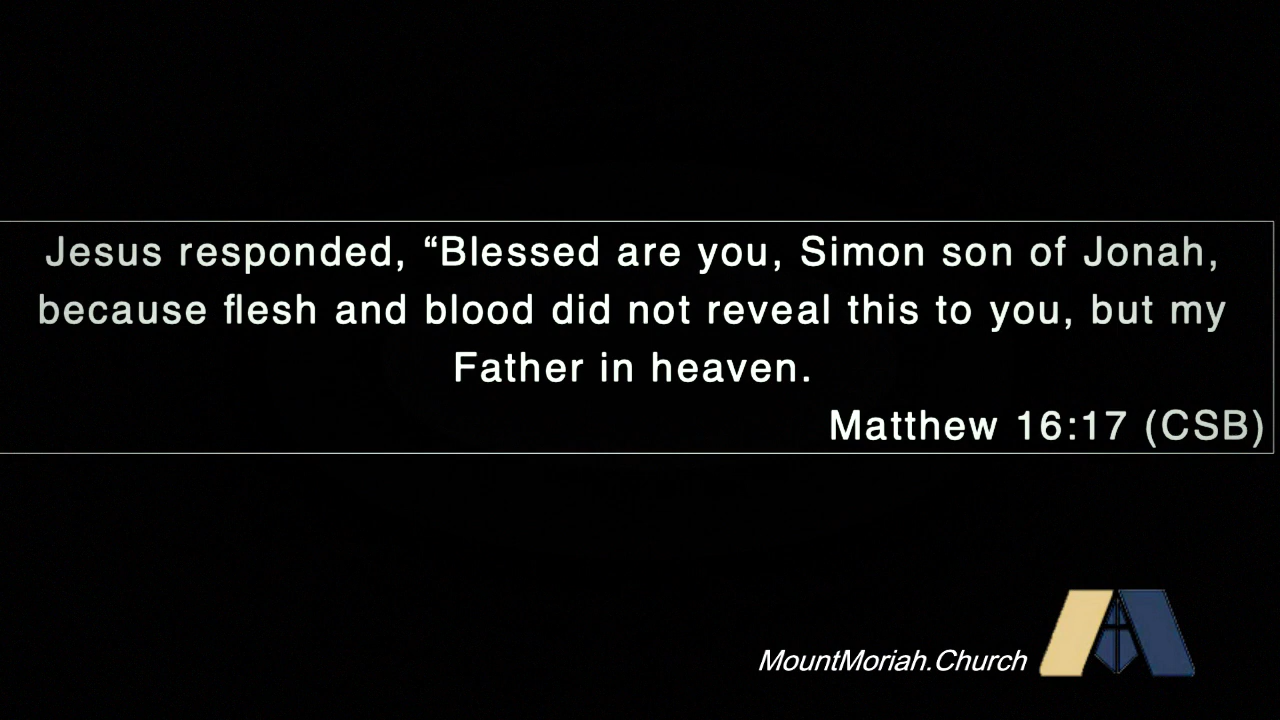 Jesus responded, “Blessed are you, Simon son of Jonah,
because flesh and blood did not reveal this to you, but my
Father in heaven.
Matthew 16:17 (CSB)
MountMoriah.Church